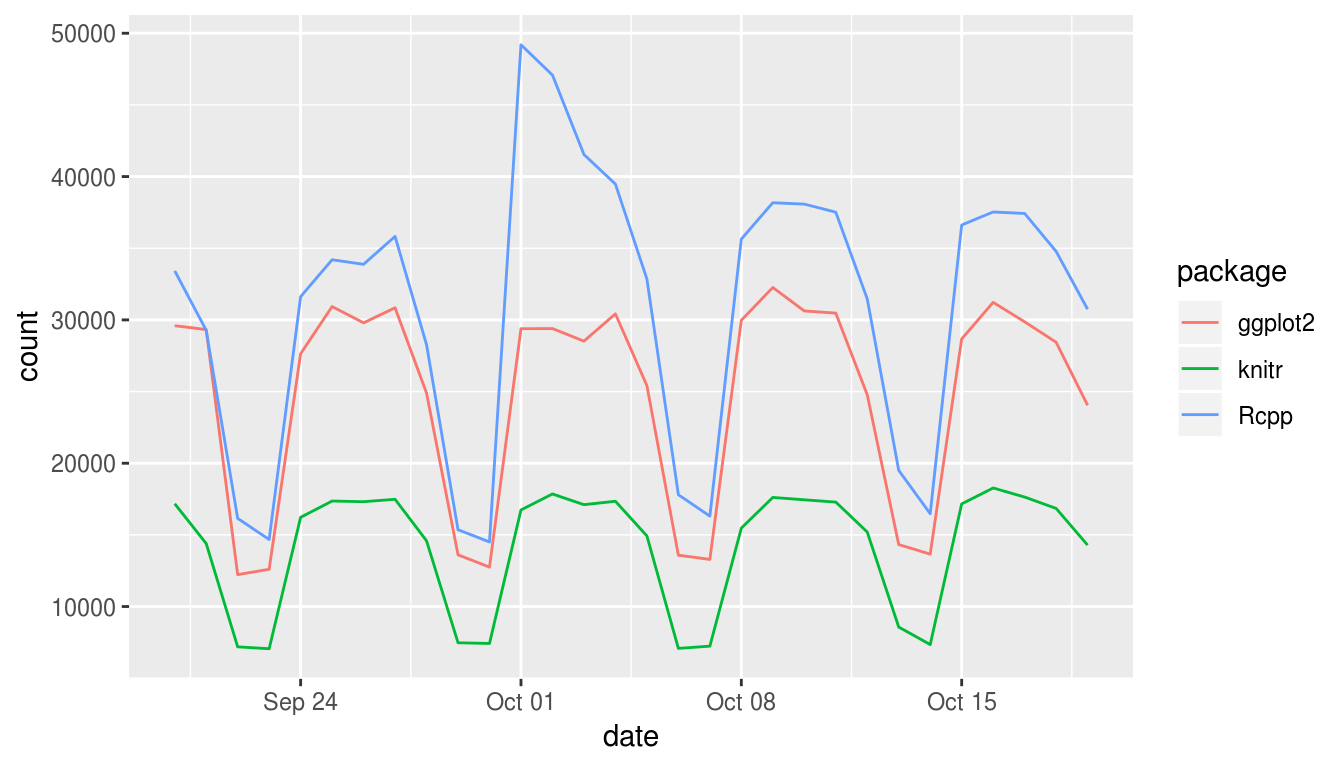 50000
40000
30000
20000
10000
count
Sep 24
Oct 01
Oct 08
Oct 15
date
package
ggplot2
knitr
Rcpp